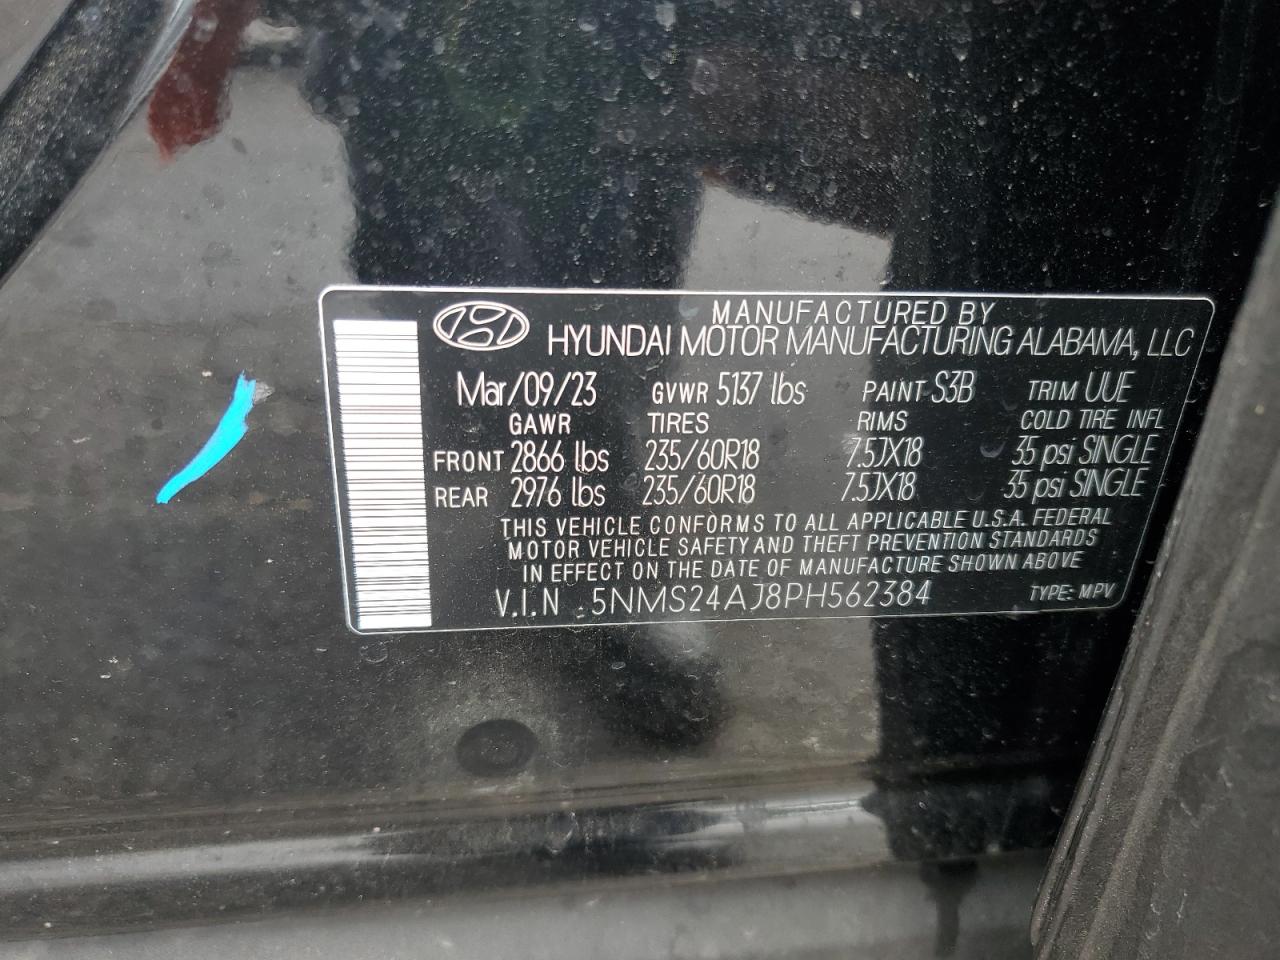 MANUFACTURED BY
HYUNDAI MOTOR MANUFACTURING ALABAMA, LLC
Mar/09/23 GVWR 5137 lbs PAINT S3B TRIM UUE
GAWR TIRES RIMS COLD TIRE INFL
FRONT 2866 lbs 235/60R18 7.5JX18 35 psi SINGLE
REAR 2976 lbs 235/60R18 7.5JX18 35 psi SINGLE
THIS VEHICLE CONFORMS TO ALL APPLICABLE U.S.A. FEDERAL
MOTOR VEHICLE SAFETY AND THEFT PREVENTION STANDARDS
IN EFFECT ON THE DATE OF MANUFACTURE SHOWN ABOVE
V.I.N : 5NMS24AJ8PH562384 TYPE: MPV